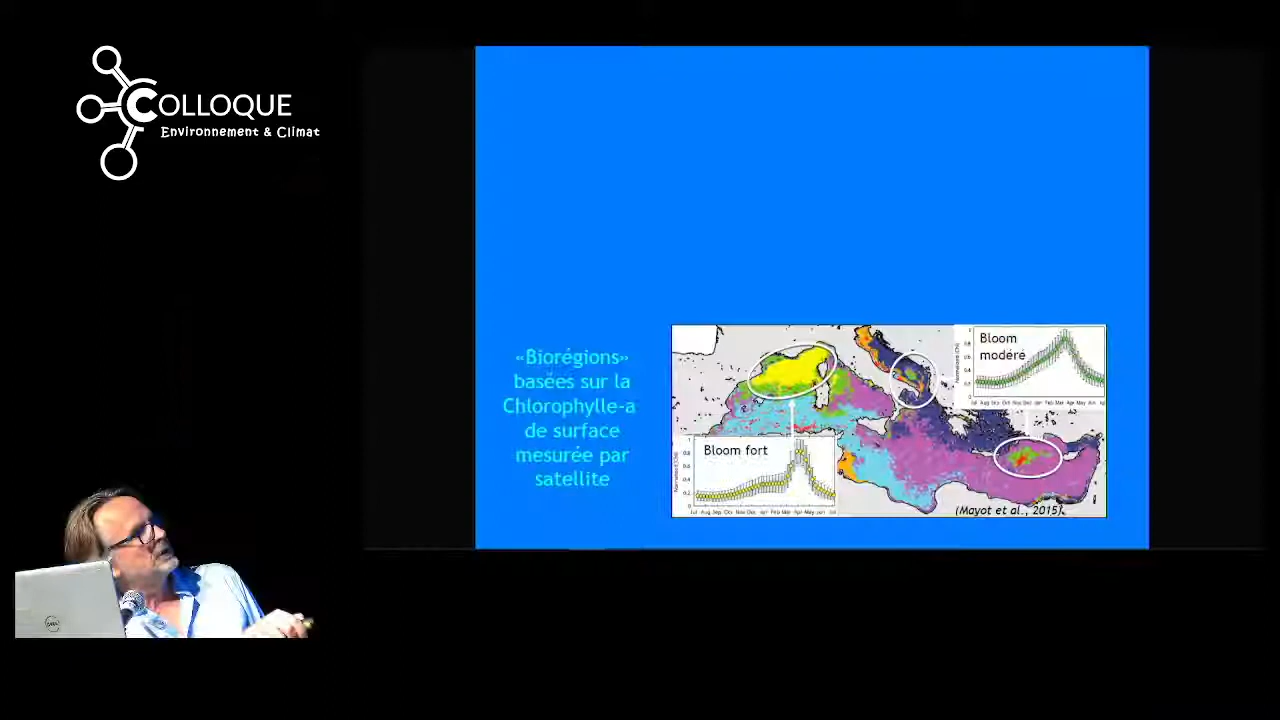 COLLOQUE
Environnement & Climat
«Biorégions»
basées sur la
Chlorophylle-a
de surface
mesurée par
satellite
Bloom
modéré
Bloom fort
(Mayot et al., 2015).